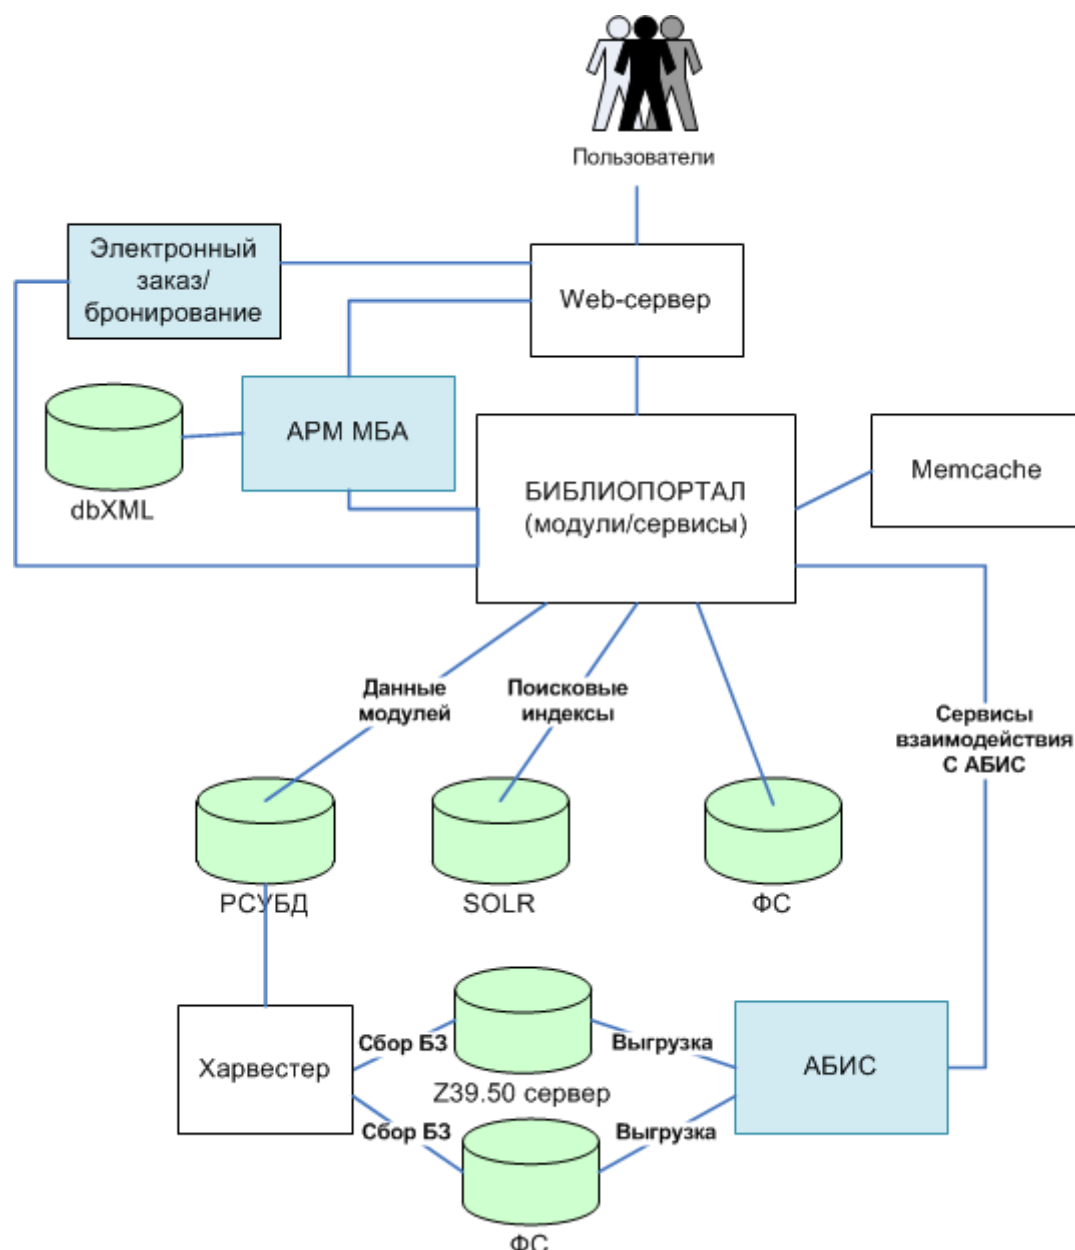 Пользователи
Электронный
заказ/
бронирование
Web-сервер
АРМ МБА
dbXML
БИБЛИОПОРТАЛ
(модули/сервисы)
Memcache
Данные
модулей
Поисковые
индексы
Сервисы
взаимодействия
С АБИС
РСУБД
SOLR
ФС
Харвестер
Сбор БЗ
Z39.50 сервер
Выгрузка
АБИС
Сбор БЗ
Выгрузка
ФС